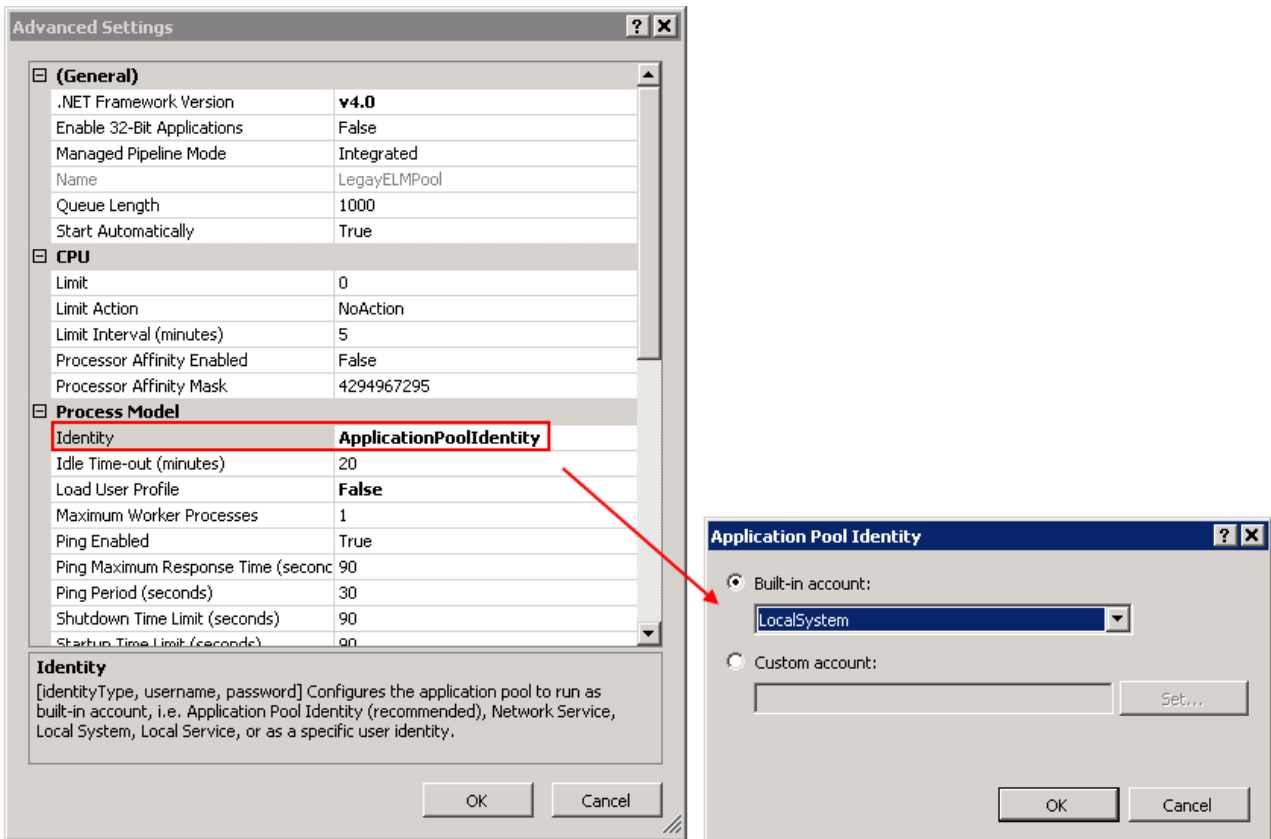 Advanced Settings
(General)
.NET Framework Version v4.0
Enable 32-Bit Applications False
Managed Pipeline Mode Integrated
Name LegayELMPool
Queue Length 1000
Start Automatically True
CPU
Limit 0
Limit Action NoAction
Limit Interval (minutes) 5
Processor Affinity Enabled False
Processor Affinity Mask 4294967295
Process Model
Identity ApplicationPoolIdentity
Idle Time-out (minutes) 20
Load User Profile False
Maximum Worker Processes 1
Ping Enabled True
Ping Maximum Response Time (seconc 90
Ping Period (seconds) 30
Shutdown Time Limit (seconds) 90
Startup Time Limit (seconds) 90
Identity
[identityType, username, password] Configures the application pool to run as
built-in account, i.e. Application Pool Identity (recommended), Network Service,
Local System, Local Service, or as a specific user identity.
OK Cancel
Application Pool Identity
Built-in account:
LocalSystem
Custom account:
Set...
OK Cancel